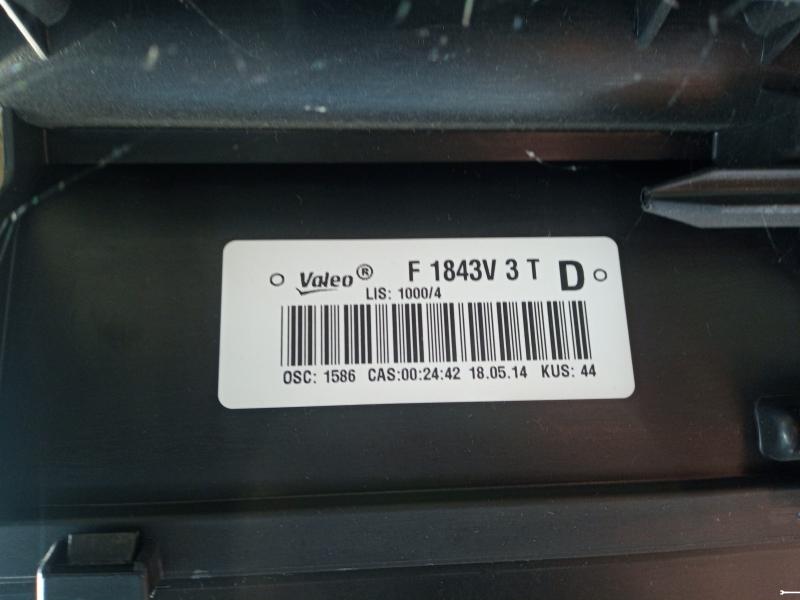 Valeo® F 1843V 3 T D
LIS: 1000/4
OSC: 1586 CAS:00:24:42 18.05.14 KUS: 44